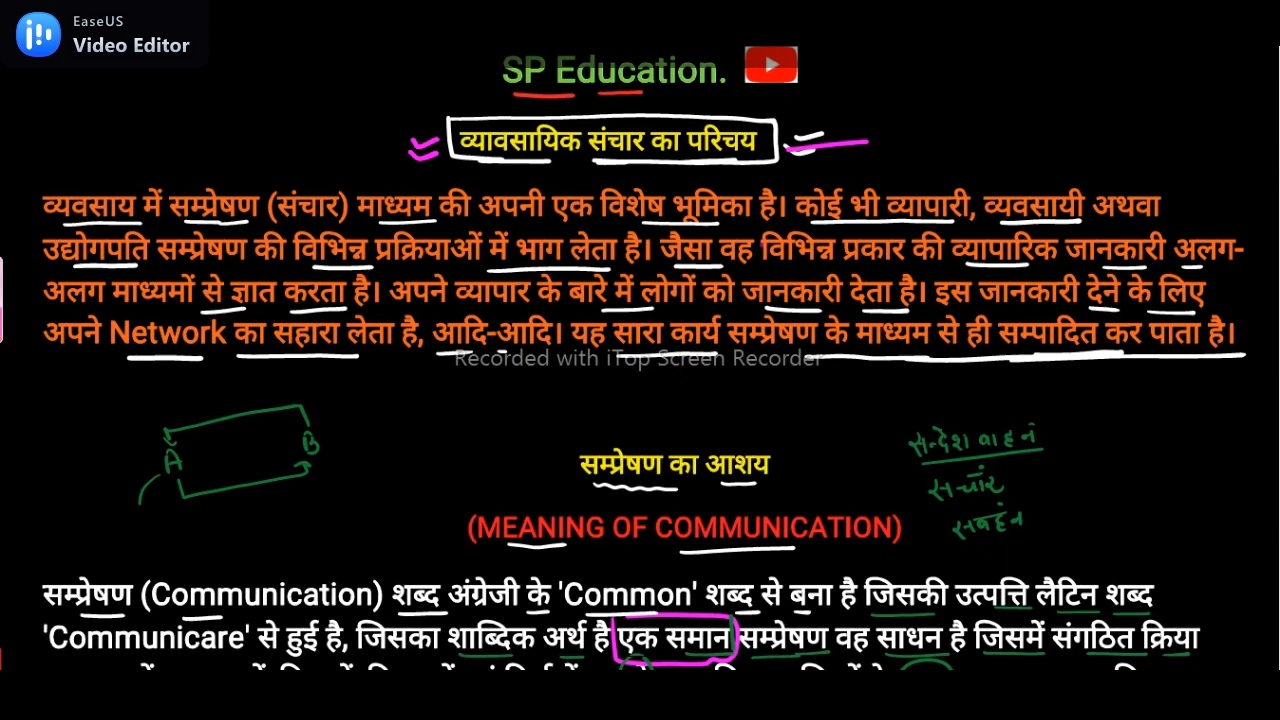 EaseUS
Video Editor
SP Education.
व्यावसायिक संचार का परिचय
व्यवसाय में सम्प्रेषण (संचार) माध्यम की अपनी एक विशेष भूमिका है। कोई भी व्यापारी, व्यवसायी अथवा
उद्योगपति सम्प्रेषण की विभिन्न प्रक्रियाओं में भाग लेता है। जैसा वह विभिन्न प्रकार की व्यापारिक जानकारी अलग-
अलग माध्यमों से ज्ञात करता है। अपने व्यापार के बारे में लोगों को जानकारी देता है। इस जानकारी देने के लिए
अपने Network का सहारा लेता है, आदि-आदि। यह सारा कार्य सम्प्रेषण के माध्यम से ही सम्पादित कर पाता है।
Recorded with iTop Screen Recorder
A
B
सम्प्रेषण का आशय
सन्देश वाहन
(MEANING OF COMMUNICATION)
सम्प्रेषण (Communication) शब्द अंग्रेजी के 'Common' शब्द से बना है जिसकी उत्पत्ति लैटिन शब्द
'Communicare' से हुई है, जिसका शाब्दिक अर्थ है एक समान सम्प्रेषण वह साधन है जिसमें संगठित क्रिया